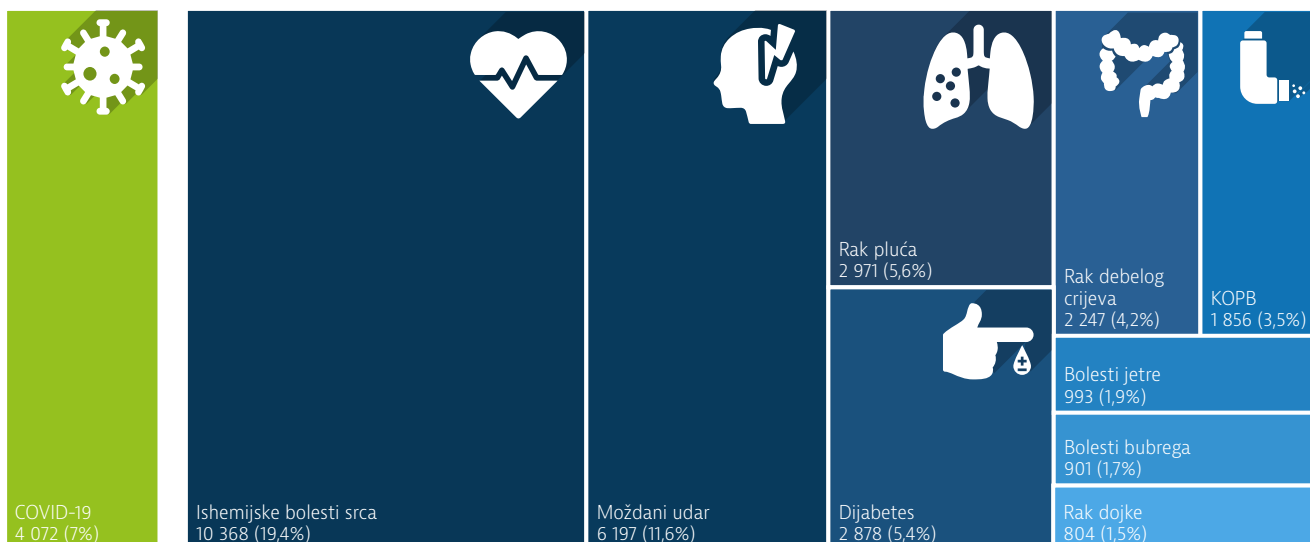 COVID-19
4 072 (7%)
Ishemijske bolesti srca
10 368 (19,4%)
Moždani udar
6 197 (11,6%)
Rak pluća
2 971 (5,6%)
Dijabetes
2 878 (5,4%)
Rak debelog
crijeva
2 247 (4,2%)
KOPB
1 856 (3,5%)
Bolesti jetre
993 (1,9%)
Bolesti bubrega
901 (1,7%)
Rak dojke
804 (1,5%)